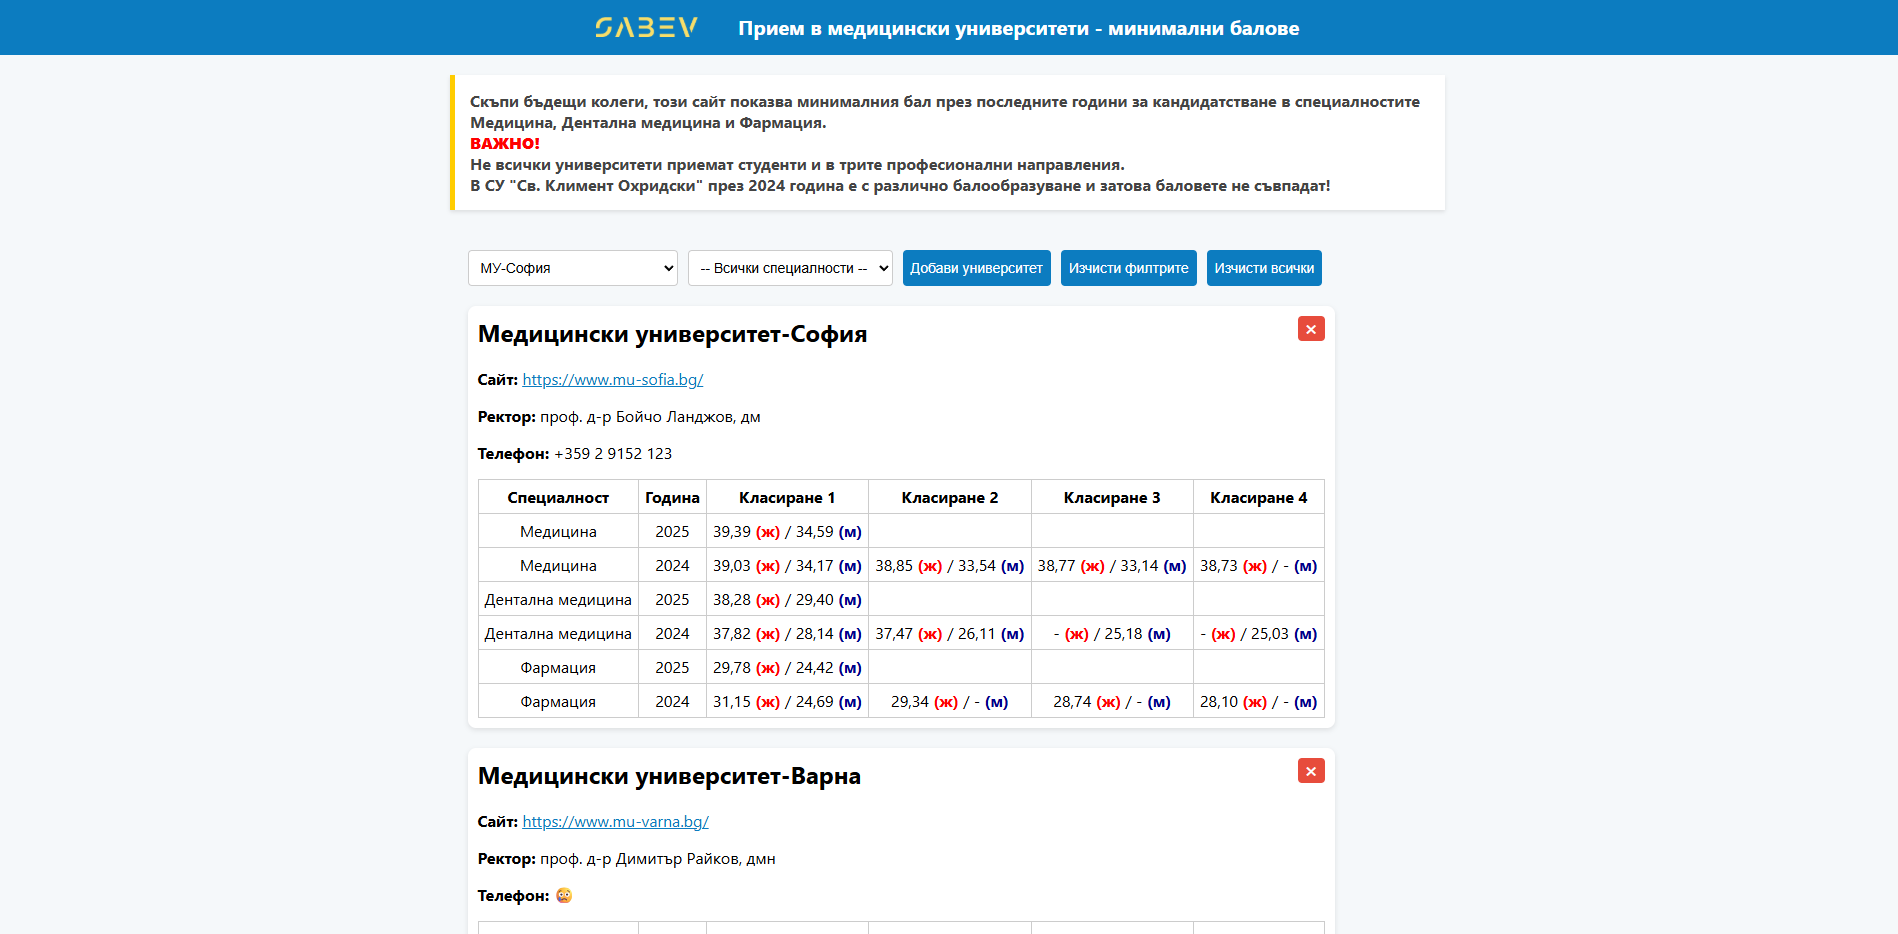 SABEV
Прием в медицински университети - минимални балове
Скъпи бъдещи колеги, този сайт показва минималния бал през последните години за кандидатстване в специалностите
Медицина, Дентална медицина и Фармация.
ВАЖНО!
Не всички университети приемат студенти и в трите професионални направления.
В СУ "Св. Климент Охридски" през 2024 година е с различно балообразуване и затова баловете не съвпадат!
МУ-София -- Всички специалности -- Добави университет Изчисти филтрите Изчисти всички
Медицински университет-София
Сайт: https://www.mu-sofia.bg/
Ректор: проф. д-р Бойчо Ланджов, дм
Телефон: +359 2 9152 123
Специалност Година Класиране 1 Класиране 2 Класиране 3 Класиране 4
Медицина 2025 39,39 (ж) / 34,59 (м)
Медицина 2024 39,03 (ж) / 34,17 (м) 38,85 (ж) / 33,54 (м) 38,77 (ж) / 33,14 (м) 38,73 (ж) / - (м)
Дентална медицина 2025 38,28 (ж) / 29,40 (м)
Дентална медицина 2024 37,82 (ж) / 28,14 (м) 37,47 (ж) / 26,11 (м) - (ж) / 25,18 (м) - (ж) / 25,03 (м)
Фармация 2025 29,78 (ж) / 24,42 (м)
Фармация 2024 31,15 (ж) / 24,69 (м) 29,34 (ж) / - (м) 28,74 (ж) / - (м) 28,10 (ж) / - (м)
Медицински университет-Варна
Сайт: https://www.mu-varna.bg/
Ректор: проф. д-р Димитър Райков, дмн
Телефон: